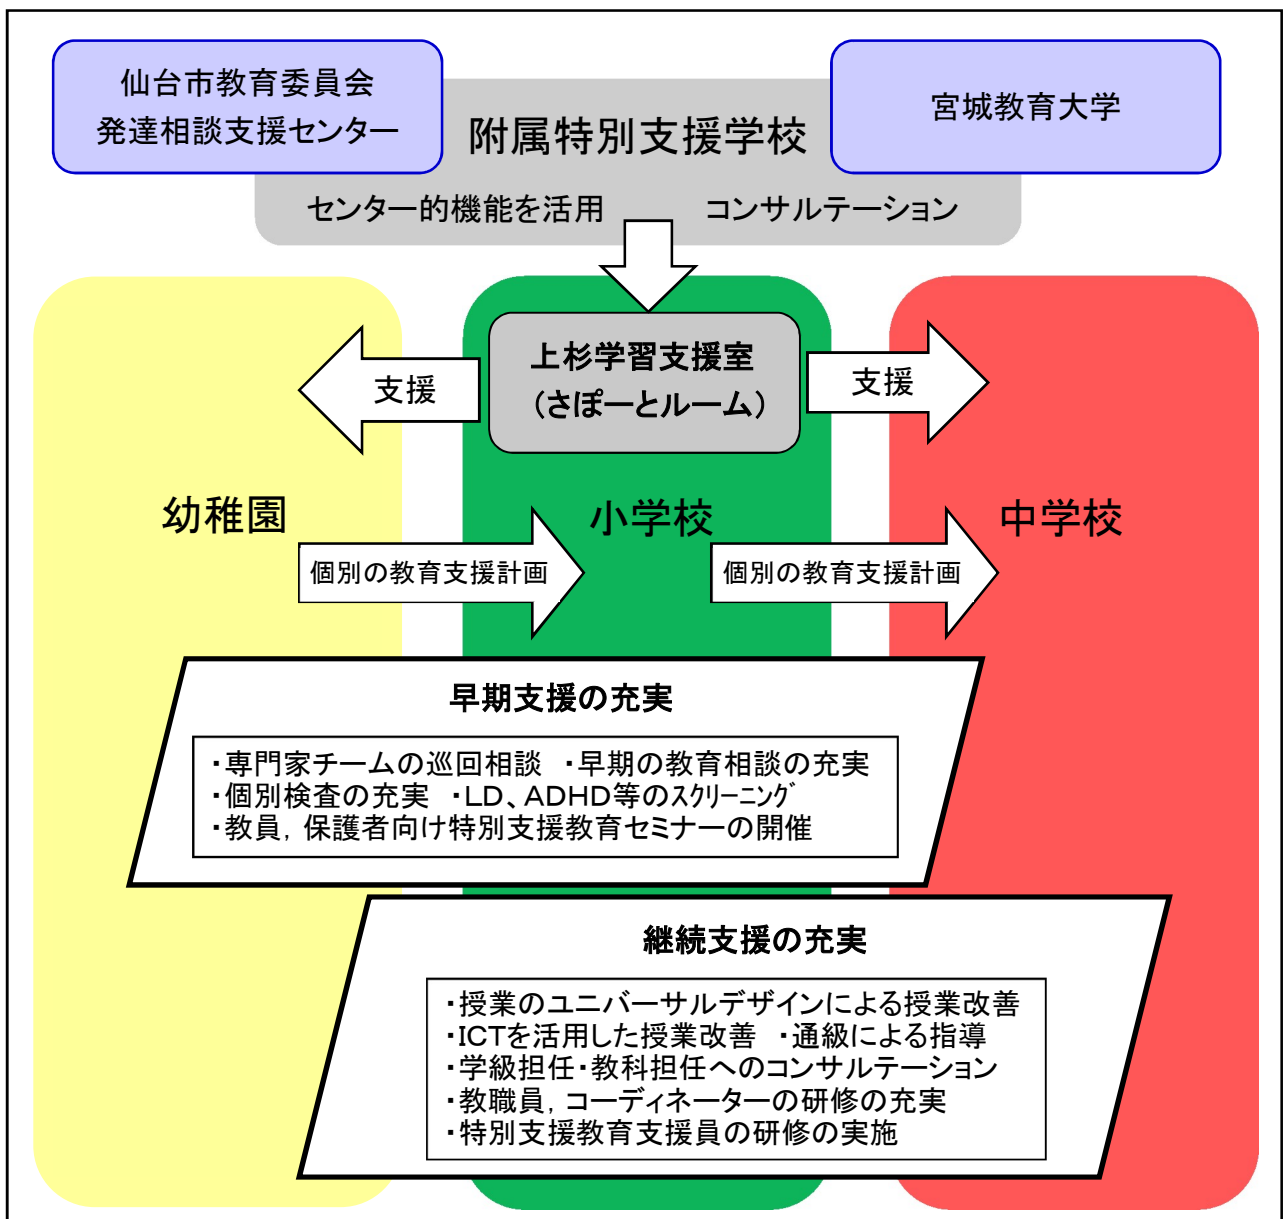 仙台市教育委員会
発達相談支援センター
宮城教育大学
附属特別支援学校
センター的機能を活用
コンサルテーション
上杉学習支援室
（さぽーとルーム）
支援
支援
幼稚園
小学校
中学校
個別の教育支援計画
個別の教育支援計画
早期支援の充実
・専門家チームの巡回相談　・早期の教育相談の充実
・個別検査の充実　・ＬＤ、ＡＤＨＤ等のｽｸﾘｰﾆﾝｸﾞ
・教員，保護者向け特別支援教育セミナーの開催
継続支援の充実
・授業のユニバーサルデザインによる授業改善
・ICTを活用した授業改善　・通級による指導
・学級担任・教科担任へのコンサルテーション
・教職員，コーディネーターの研修の充実
・特別支援教育支援員の研修の実施